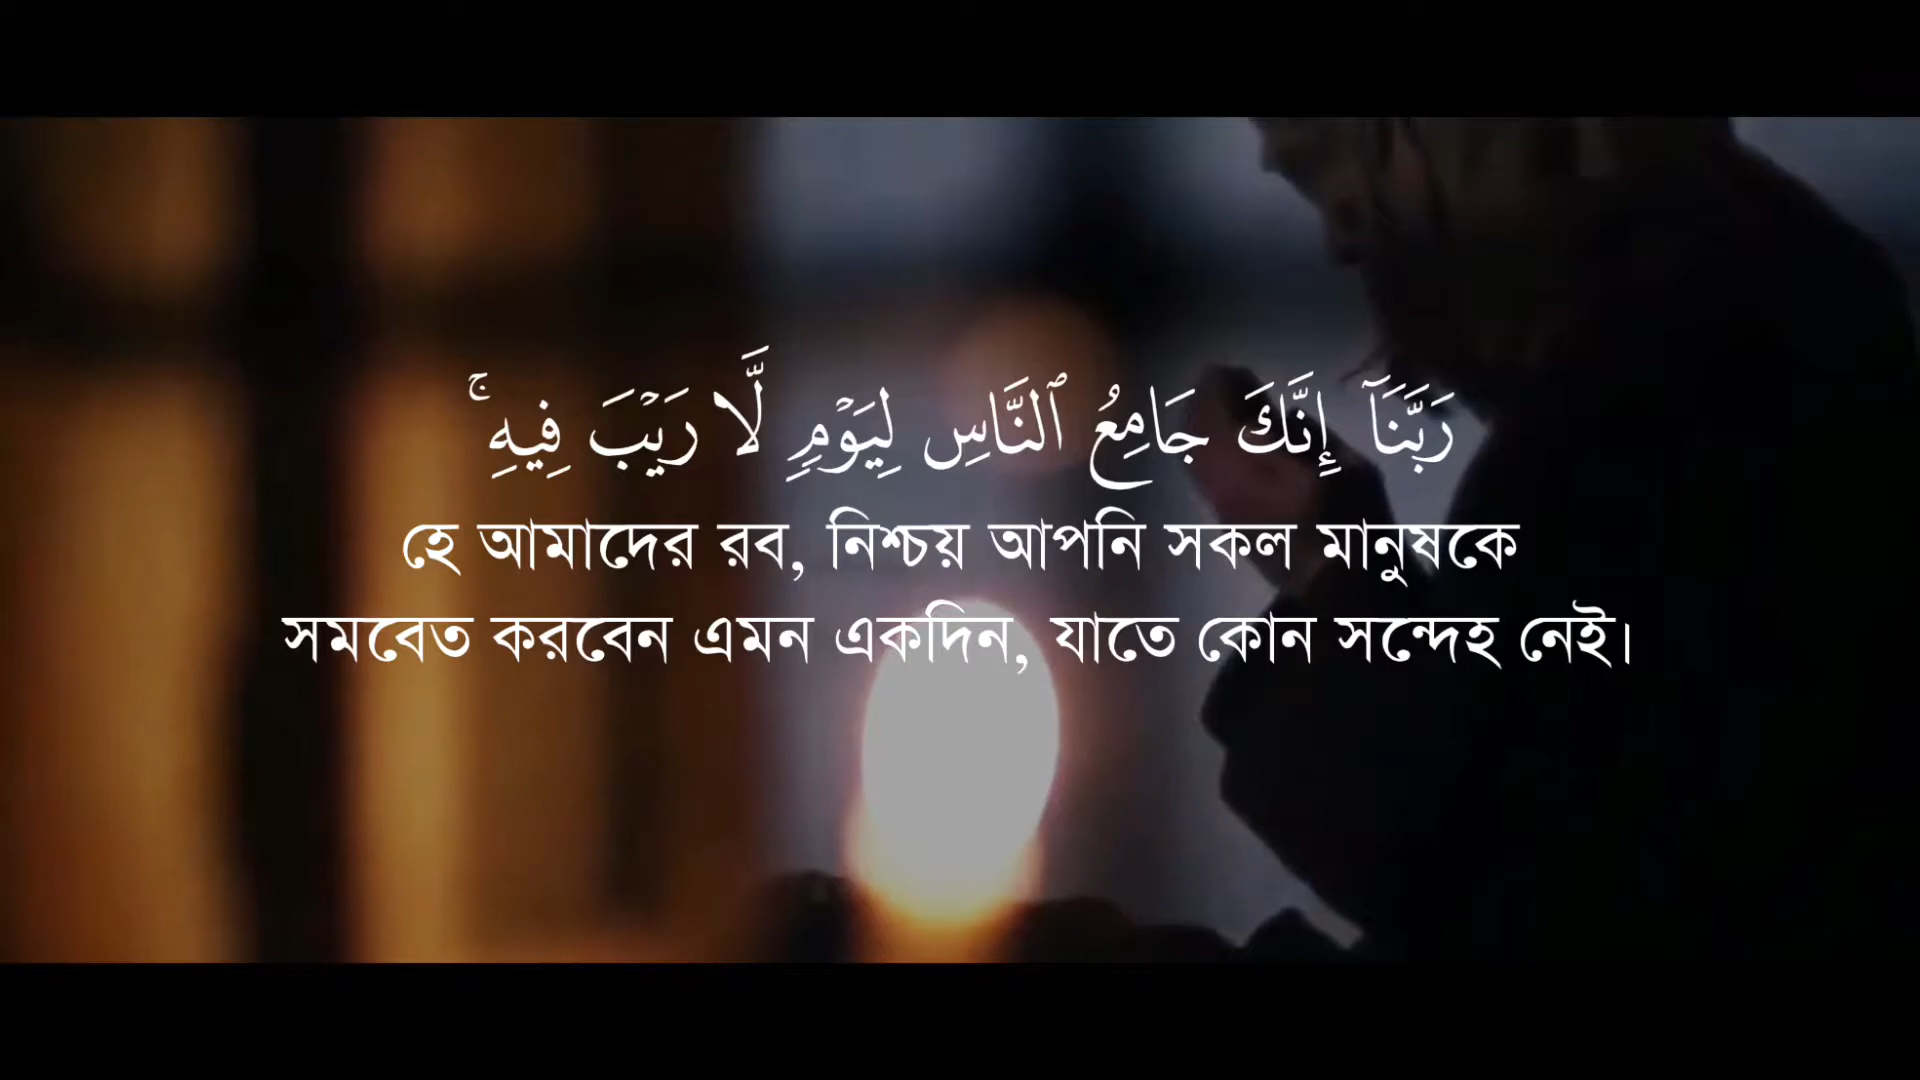 رَبَّنَآ إِنَّكَ جَامِعُ ٱلنَّاسِ لِيَوْمٍ لَّا رَيْبَ فِيهِ ۚ
হে আমাদের রব, নিশ্চয় আপনি সকল মানুষকে
সমবেত করবেন এমন একদিন, যাতে কোন সন্দেহ নেই।